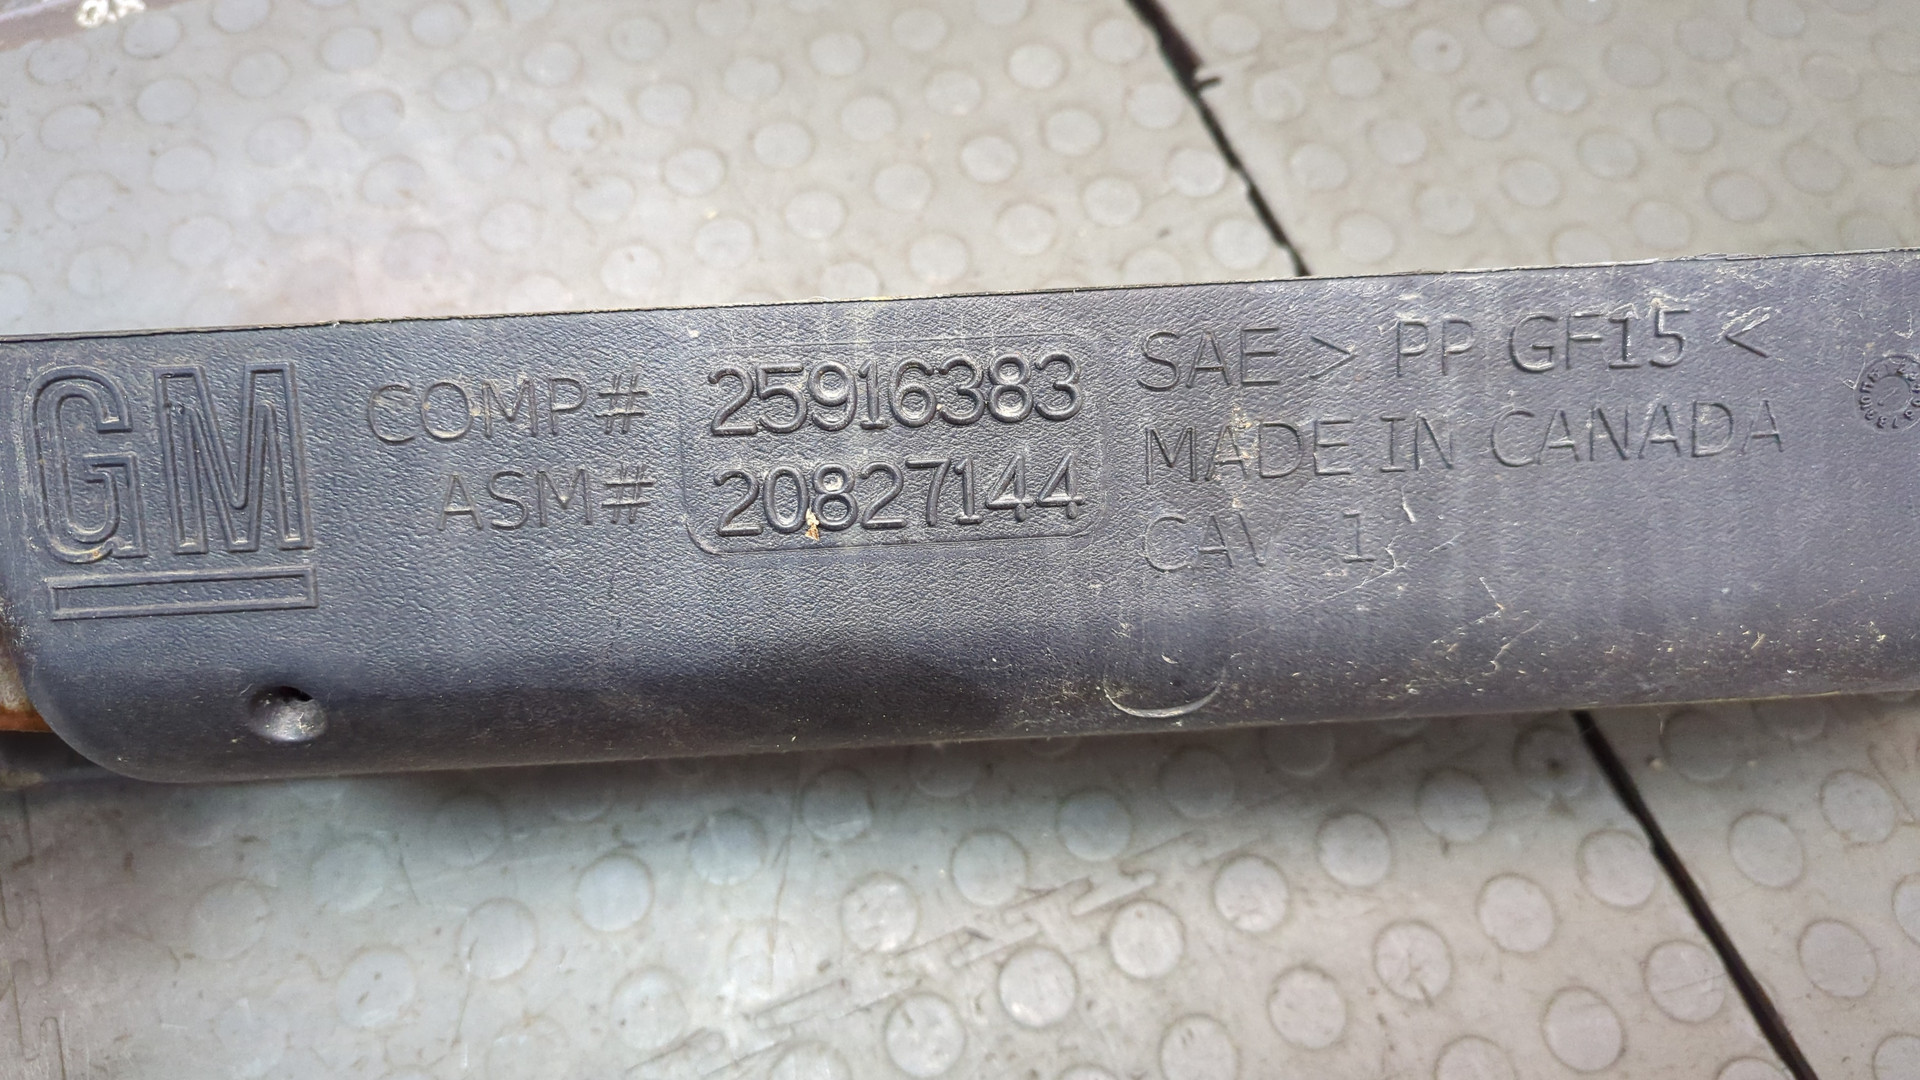 GM
COMP# 25916383
ASM# 20827144
SAE > PP GF15 <
MADE IN CANADA
CAV 1